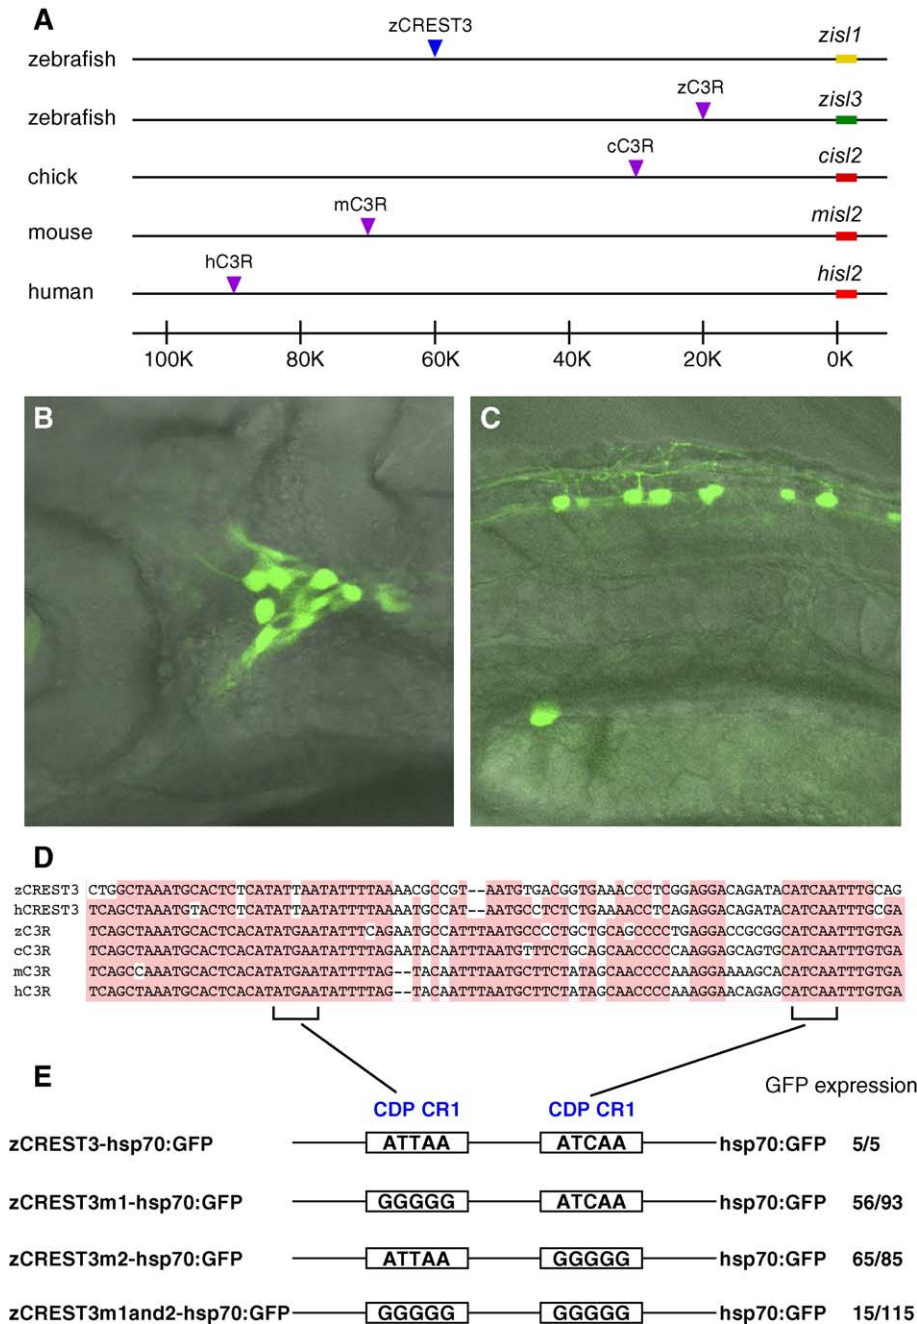 A
zCREST3
zisl1
zebrafish
zC3R
zisl3
zebrafish
cC3R
cisl2
chick
mC3R
misl2
mouse
hC3R
hisl2
human
100K 80K 60K 40K 20K 0K
B C
D
zCREST3 CTGGCTAAATGCACTCTCATATTAATATTTTAAAACGCCGT--AATGTGACGGTGAAACCCTCGGAGGACAGATACATCAATTTGCAG
hCREST3 TCAGCTAAATGTACTCTCATATTAATATTTTAAAATGCCAT--AATGCCTCTCTGAAAACCTCAGAGGACAGATACATCAATTTGCGA
zC3R TCAGCTAAATGCACTCACATATGAATATTTCAGAATGCCATTTAATGCCCCTGCTGCAGCCCCTGAGGACCGCGGCATCAATTTGTGA
cC3R TCAGCTAAATGCACTCACATATGAATATTTTAGAATACCATTTAATGTTTCTGCAGCAACCCCCAAGGAGCAGTGCATCAATTTGTGA
mC3R TCAGCCAAATGCACTCACATATGAATATTTTAG--TACAATTTAATGCTTCTATAGCAACCCCAAAGGAAAAGCACATCAATTTGTGA
hC3R TCAGCTAAATGCACTCACATATGAATATTTTAG--TACAATTTAATGCTTCTATAGCAACCCCAAAGGAACAGAGCATCAATTTGTGA
E
GFP expression
CDP CR1 CDP CR1
zCREST3-hsp70:GFP ATTAA ATCAA hsp70:GFP 5/5
zCREST3m1-hsp70:GFP GGGGG ATCAA hsp70:GFP 56/93
zCREST3m2-hsp70:GFP ATTAA GGGGG hsp70:GFP 65/85
zCREST3m1and2-hsp70:GFP GGGGG GGGGG hsp70:GFP 15/115